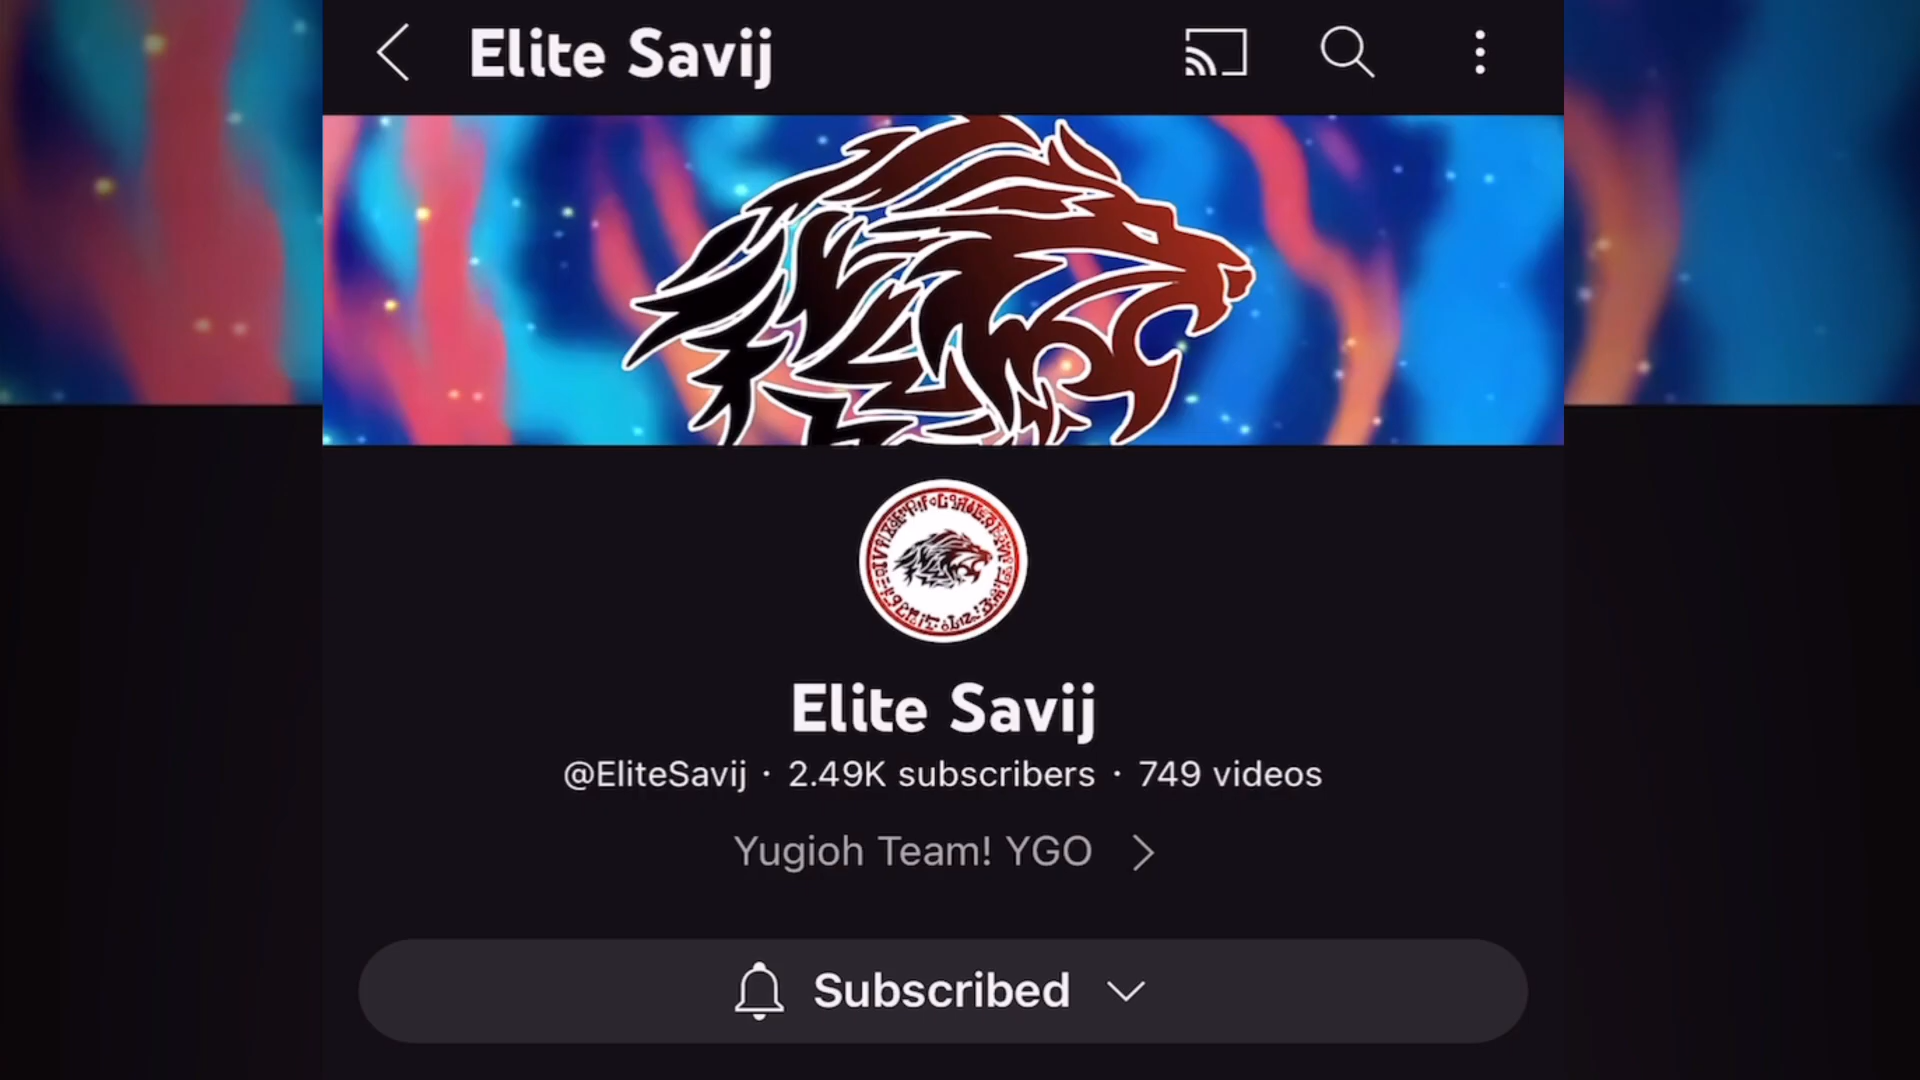 Elite Savij
Elite Savij
@EliteSavij · 2.49K subscribers · 749 videos
Yugioh Team! YGO
Subscribed